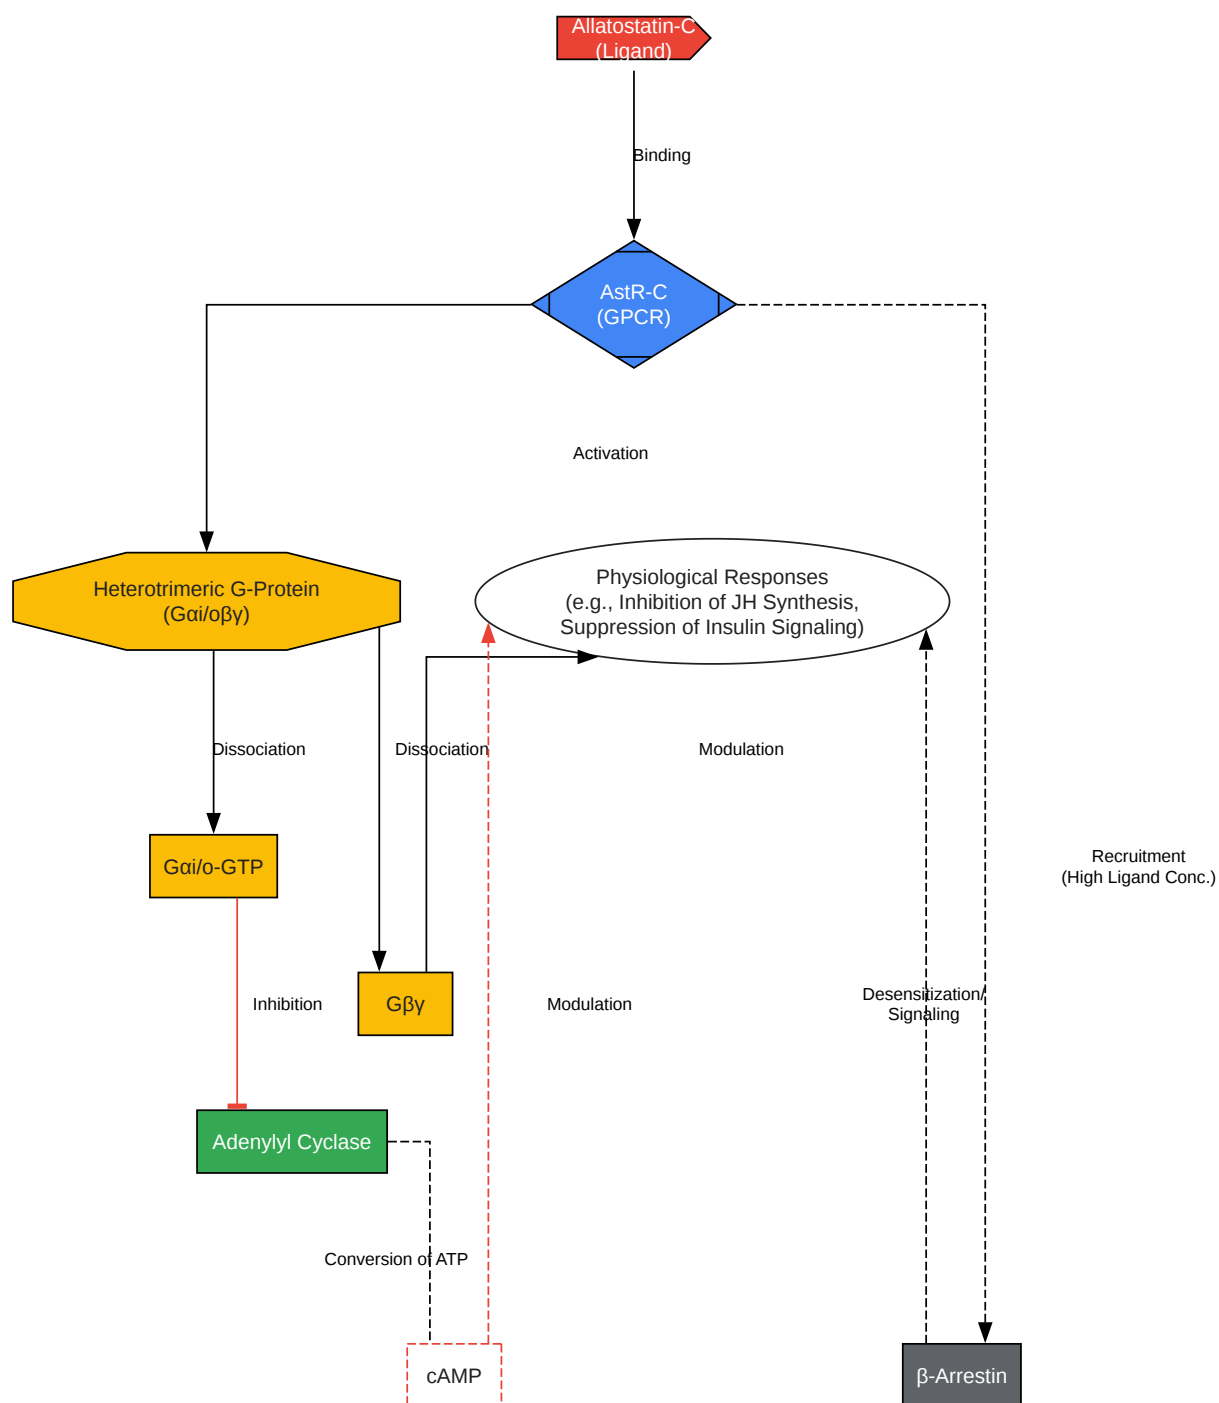 Allatostatin-C
(Ligand)
Binding
AstR-C
(GPCR)
Activation
Heterotrimeric G-Protein
(Gαi/oβγ)
Physiological Responses
(e.g., Inhibition of JH Synthesis,
Suppression of Insulin Signaling)
Dissociation
Dissociation
Modulation
Gαi/o-GTP
Recruitment
(High Ligand Conc.)
Inhibition
Gβγ
Modulation
Desensitization/
Signaling
Adenylyl Cyclase
Conversion of ATP
cAMP
β-Arrestin